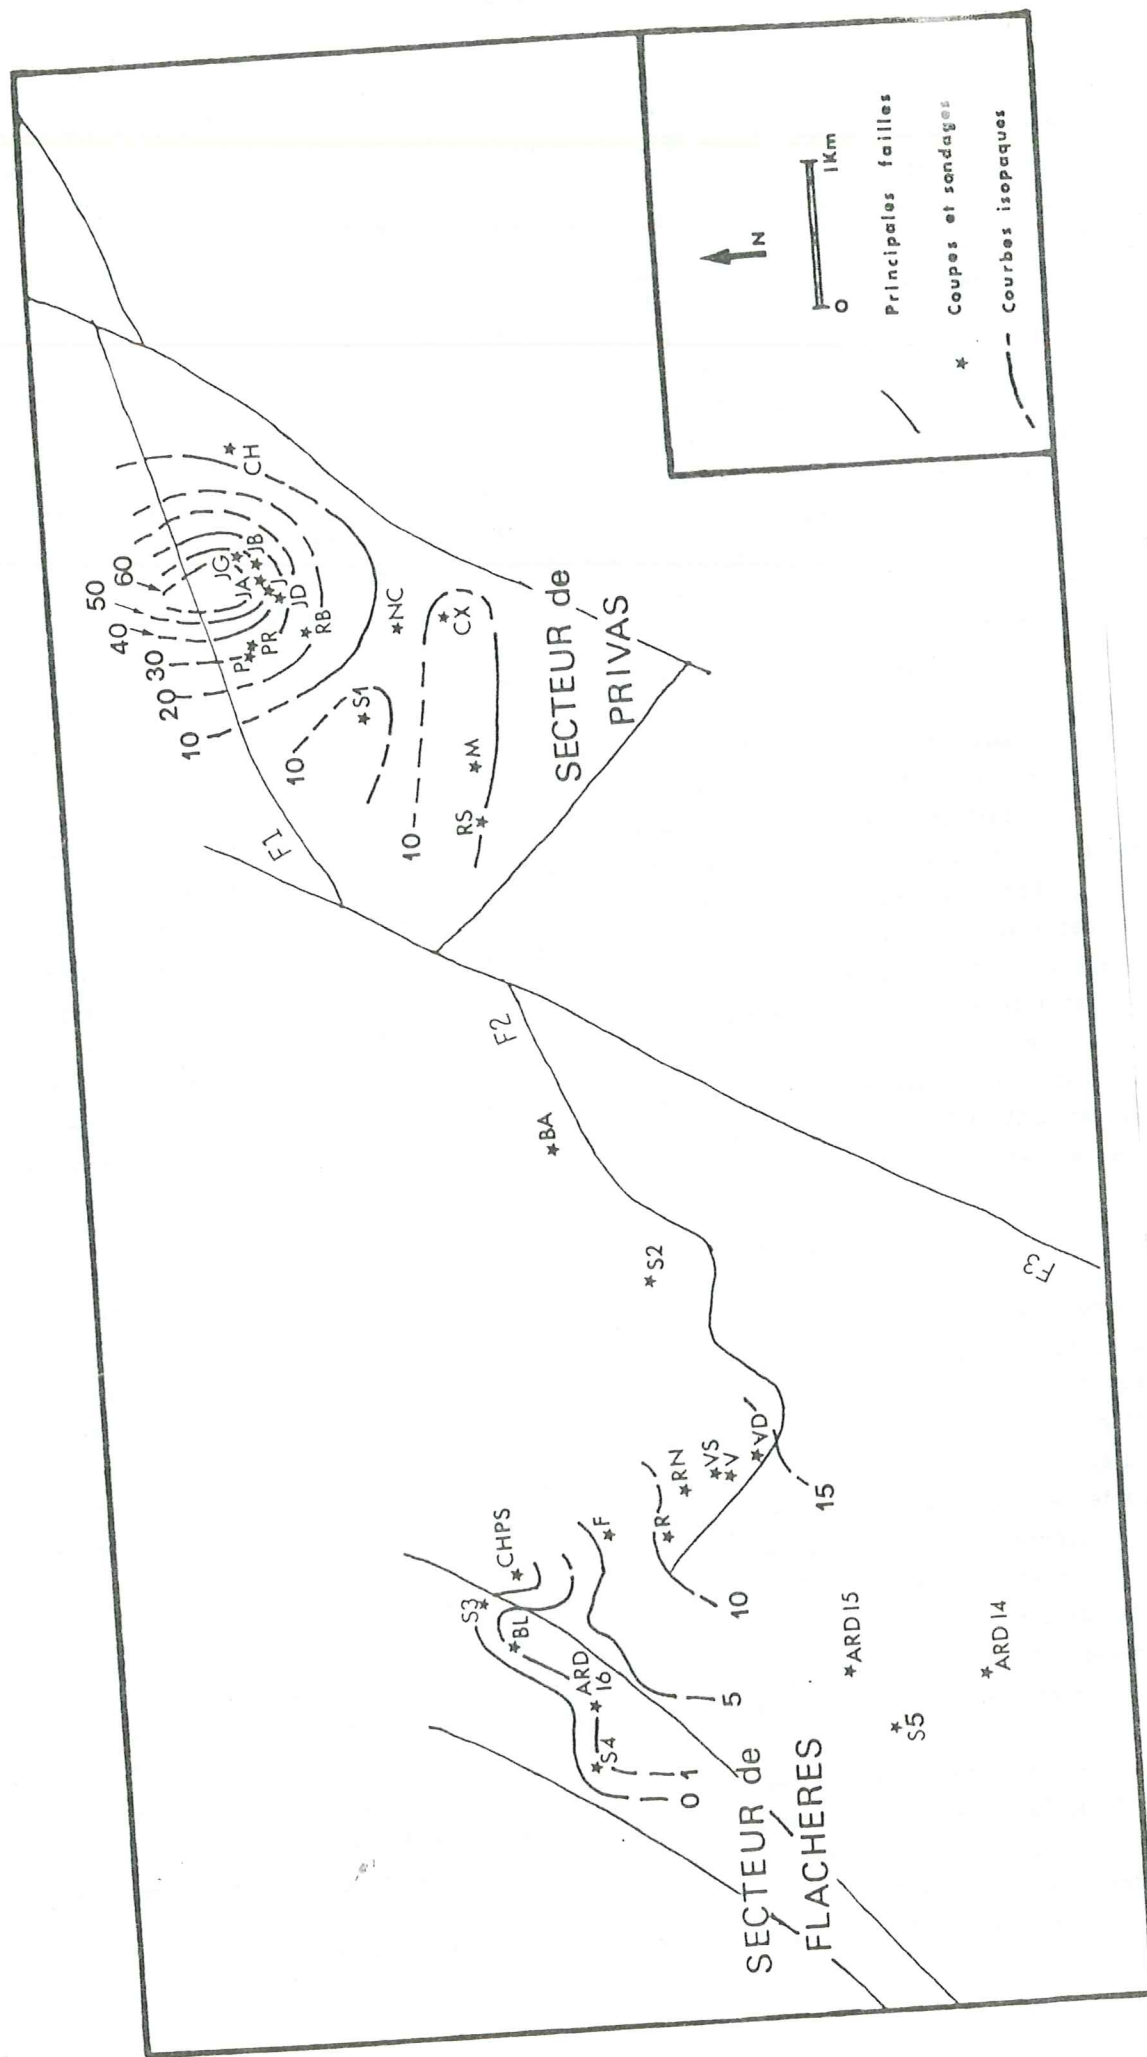 60
50
40
30
20
10
JG
JA
JB
J
JD
PI
PR
RB
CH
10
S1
NC
10
CX
M
RS
F1
SECTEUR de
PRIVAS
F2
BA
S2
F3
S3
CHPS
BL
ARD
16
S4
F
R
RN
VS
V
VD
0
1
5
10
15
ARD15
S5
ARD14
SECTEUR de
FLACHERES
N
0
1Km
Principales failles
Coupes et sondages
Courbes isopaques